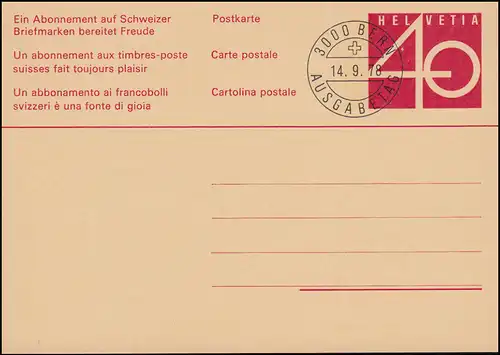 Ein Abonnement auf Schweizer
Briefmarken bereitet Freude
Un abonnement aux timbres-poste
suisses fait toujours plaisir
Un abbonamento ai francobolli
svizzeri è una fonte di gioia
Postkarte
Carte postale
Cartolina postale
3000 BERN
14.9.78
AUSGABETAG
HELVETIA
40